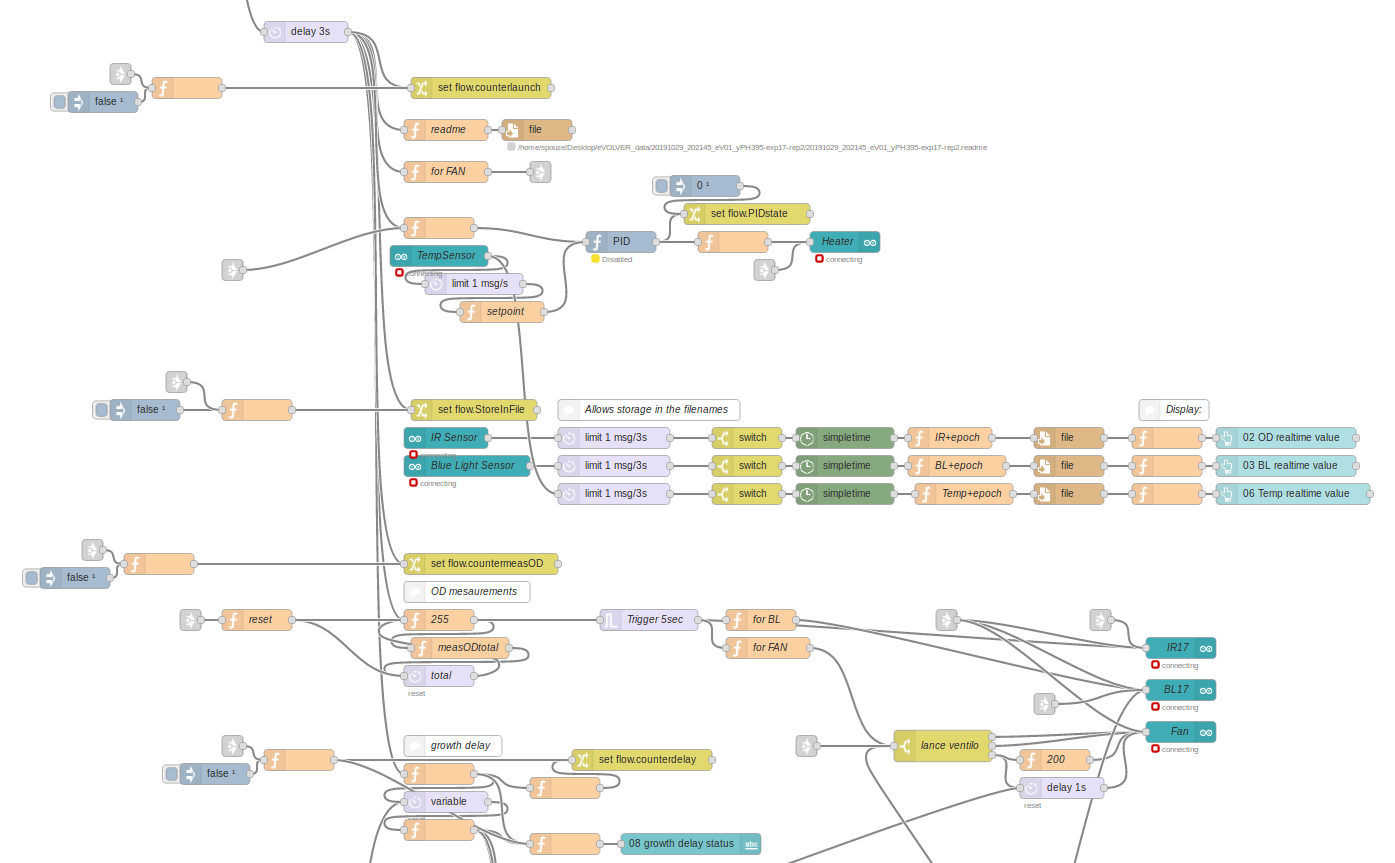 delay 3s
false ¹
set flow.counterlaunch
readme
file
/home/spouze/Desktop/eVOLVER_data/20191029_202145_eV01_yPH395-exp17-rep2/20191029_202145_eV01_yPH395-exp17-rep2.readme
for FAN
0 ¹
set flow.PIDstate
PID
Disabled
Heater
connecting
TempSensor
connecting
limit 1 msg/s
setpoint
false ¹
set flow.StoreInFile
Allows storage in the filenames
Display:
IR Sensor
limit 1 msg/3s
switch
simpletime
IR+epoch
file
02 OD realtime value
connecting
Blue Light Sensor
limit 1 msg/3s
switch
simpletime
BL+epoch
file
03 BL realtime value
connecting
limit 1 msg/3s
switch
simpletime
Temp+epoch
file
06 Temp realtime value
false ¹
set flow.countermeasOD
OD mesaurements
reset
255
Trigger 5sec
for BL
measODtotal
for FAN
IR17
connecting
total
reset
BL17
connecting
Fan
connecting
growth delay
lance ventilo
false ¹
set flow.counterdelay
200
variable
delay 1s
reset
08 growth delay status
abc